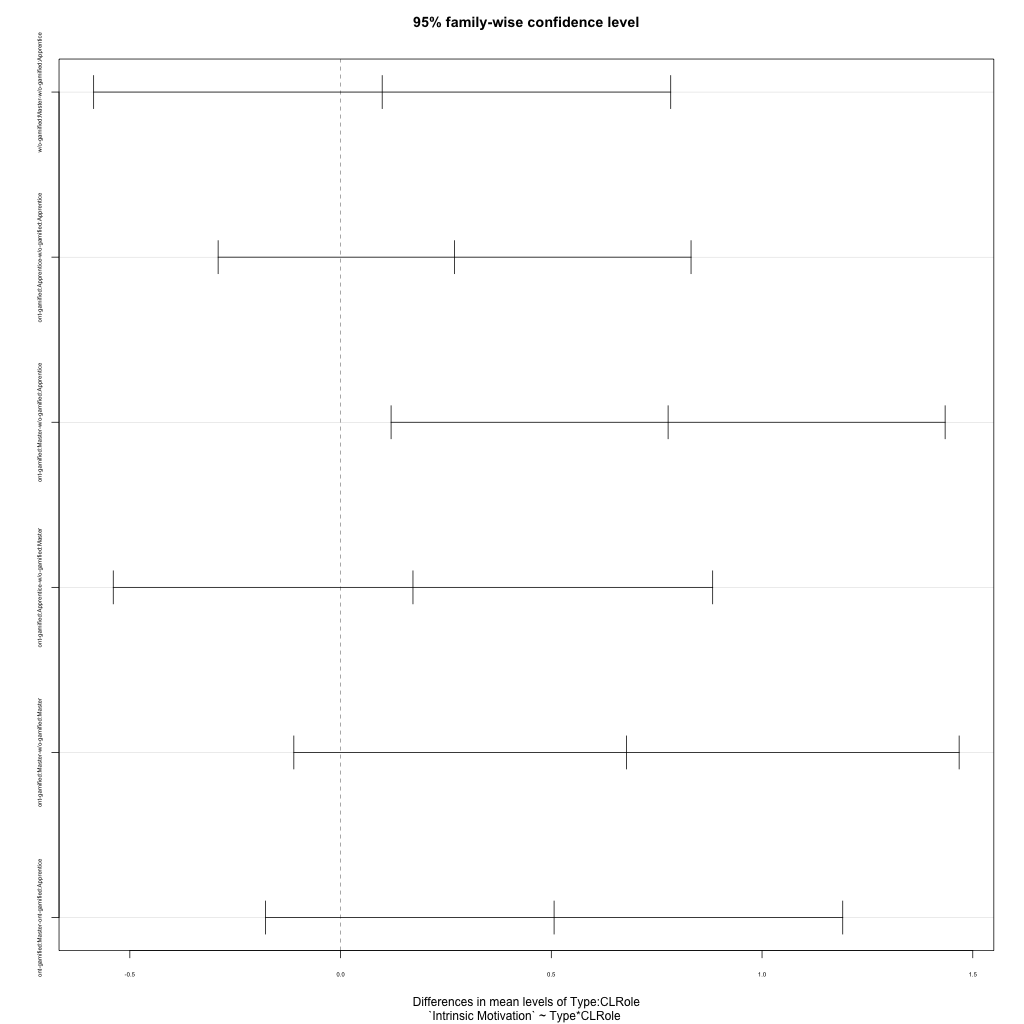 95% family-wise confidence level
w/o-gamified:Master-w/o-gamified:Apprentice
ont-gamified:Apprentice-w/o-gamified:Apprentice
ont-gamified:Master-w/o-gamified:Apprentice
ont-gamified:Apprentice-w/o-gamified:Master
ont-gamified:Master-w/o-gamified:Master
ont-gamified:Master-ont-gamified:Apprentice
-0.5 0.0 0.5 1.0 1.5
Differences in mean levels of Type:CLRole
`Intrinsic Motivation` ~ Type*CLRole